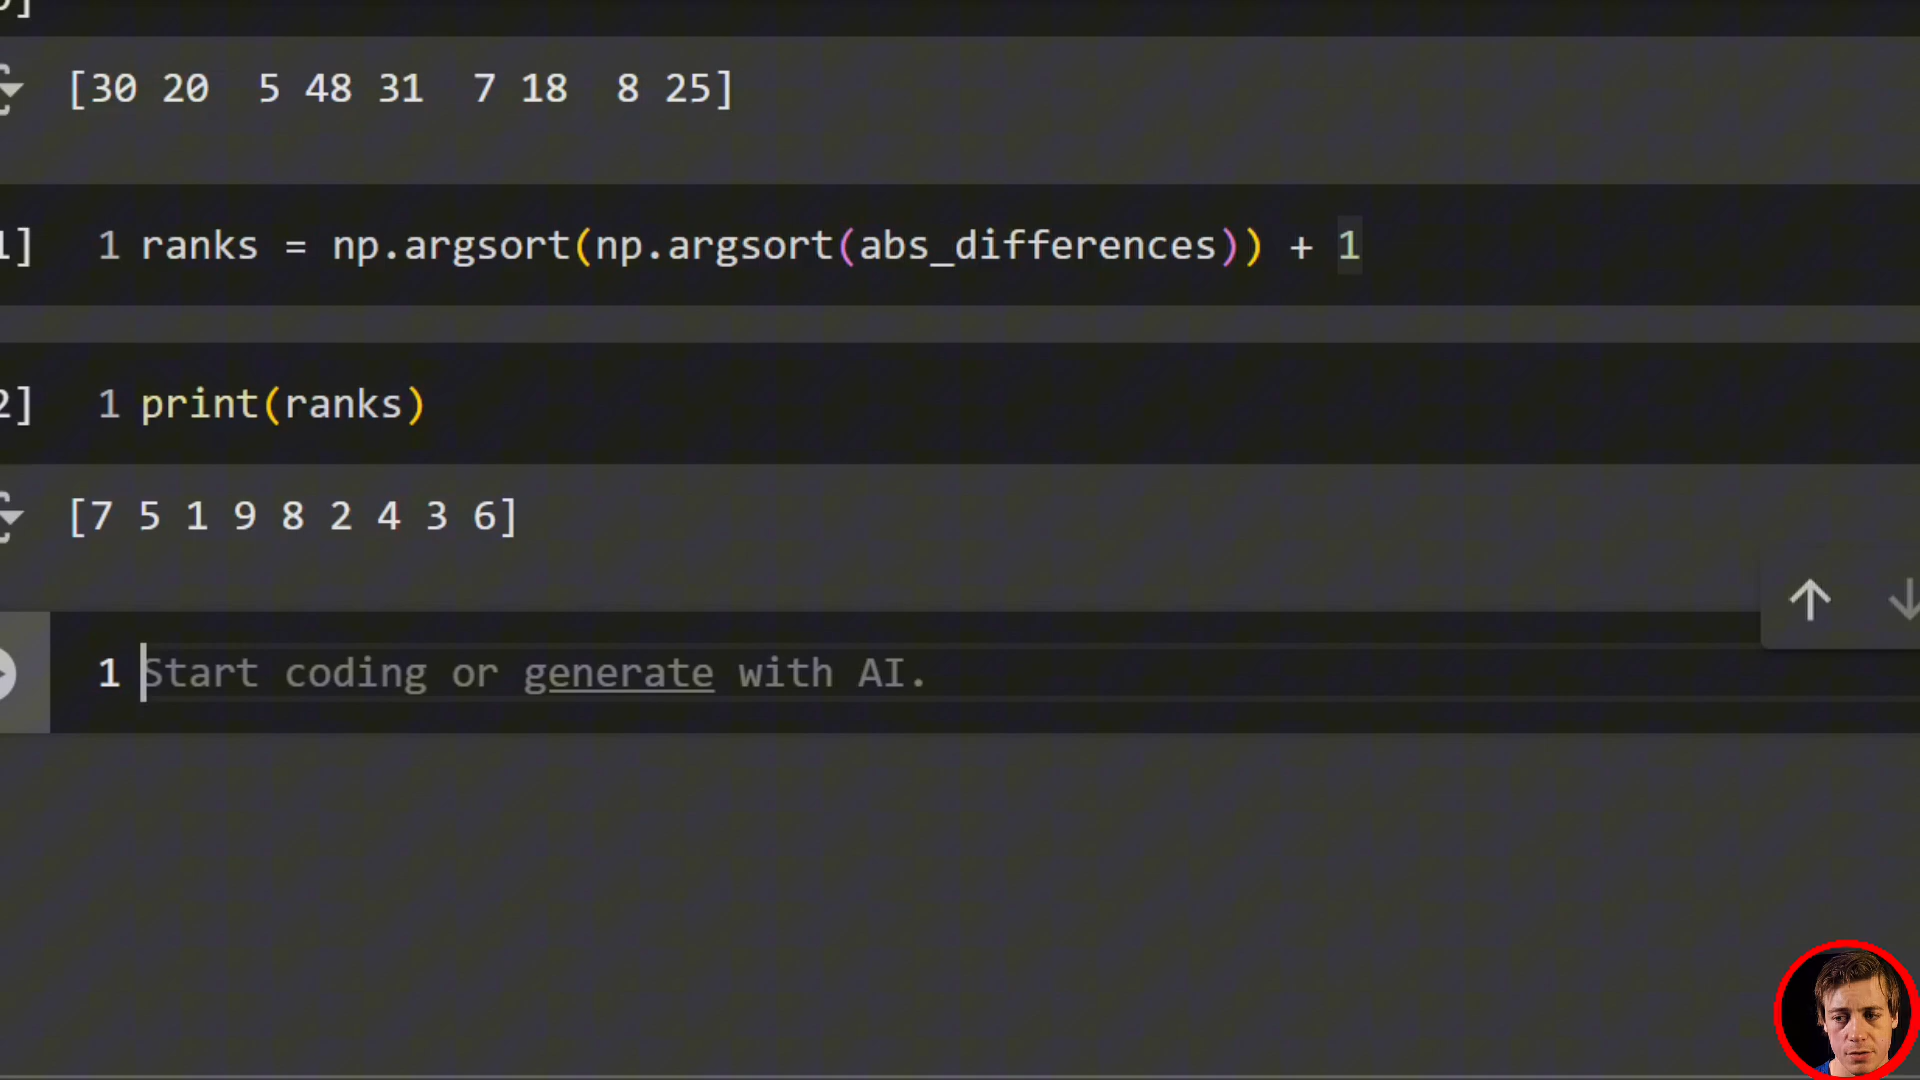 [30 20  5 48 31  7 18  8 25]
1] 1 ranks = np.argsort(np.argsort(abs_differences)) + 1
2] 1 print(ranks)
[7 5 1 9 8 2 4 3 6]
1 Start coding or generate with AI.